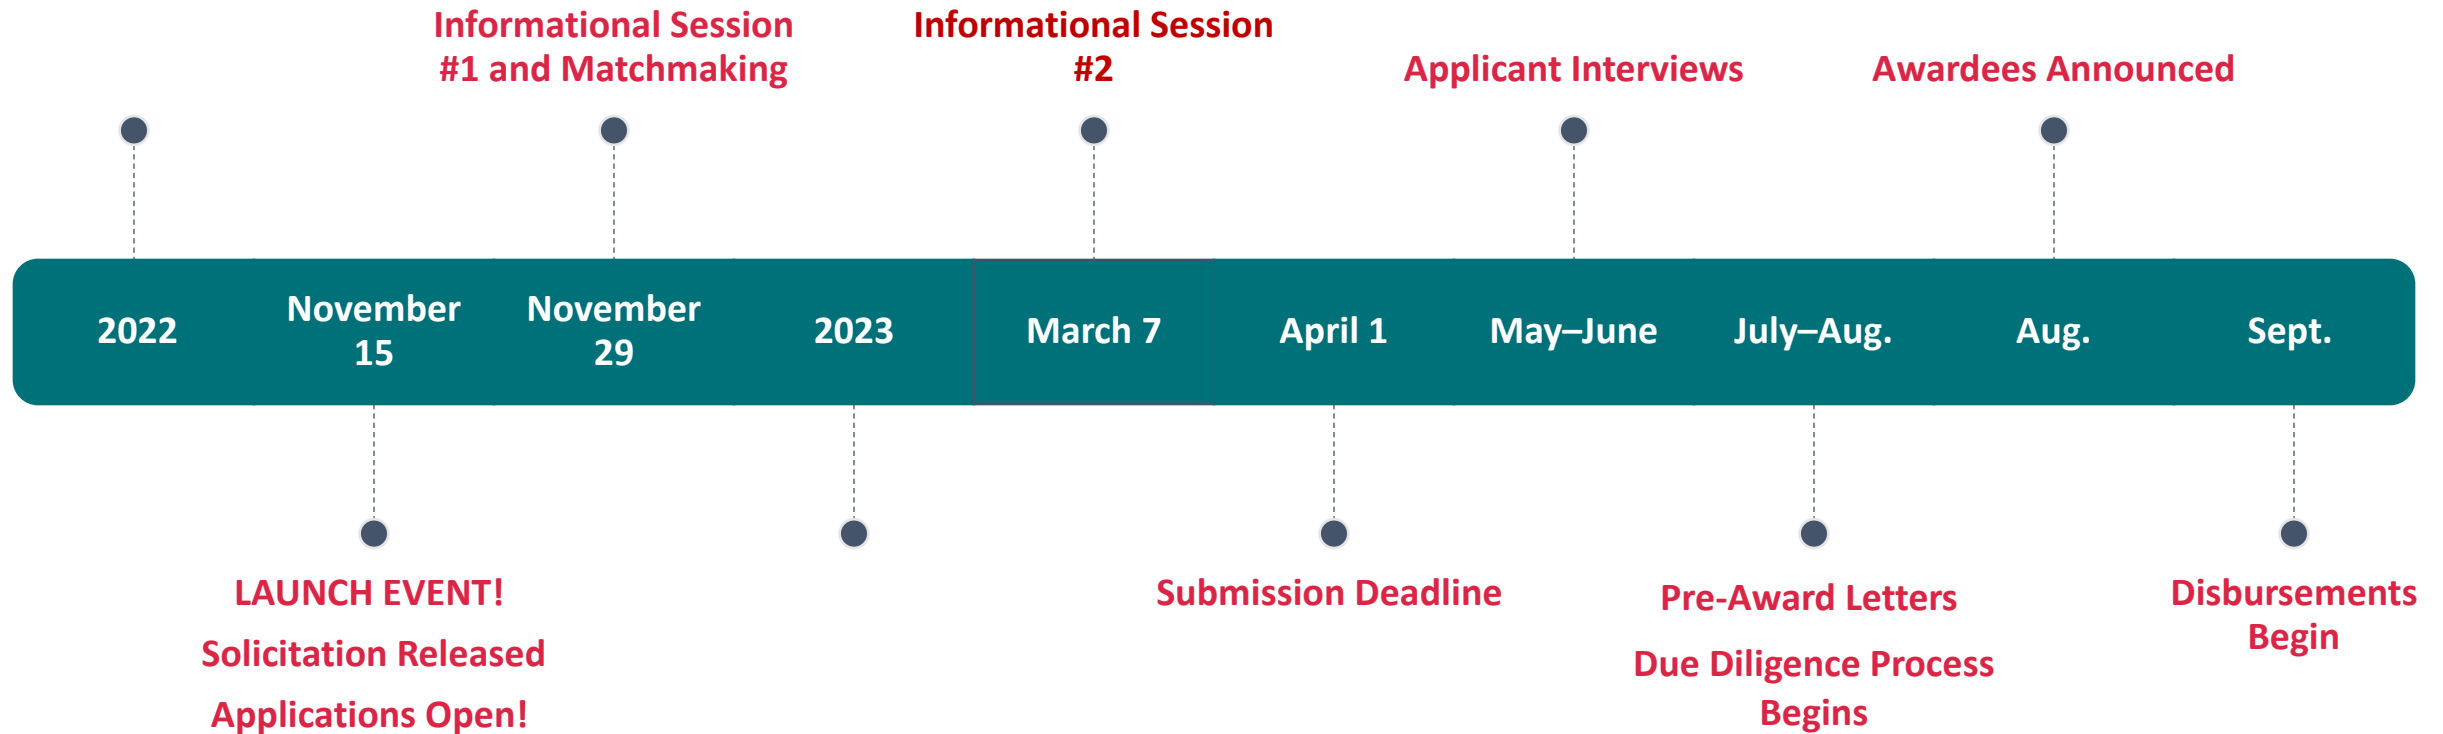 Informational Session
#1 and Matchmaking
Informational Session
#2
Applicant Interviews
Awardees Announced
2022
November
15
November
29
2023
March 7
April 1
May–June
July–Aug.
Aug.
Sept.
LAUNCH EVENT!
Solicitation Released
Applications Open!
Submission Deadline
Pre-Award Letters
Due Diligence Process
Begins
Disbursements
Begin